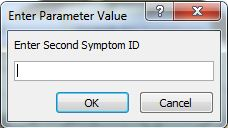 Enter Parameter Value
?
Enter Second Symptom ID
OK Cancel